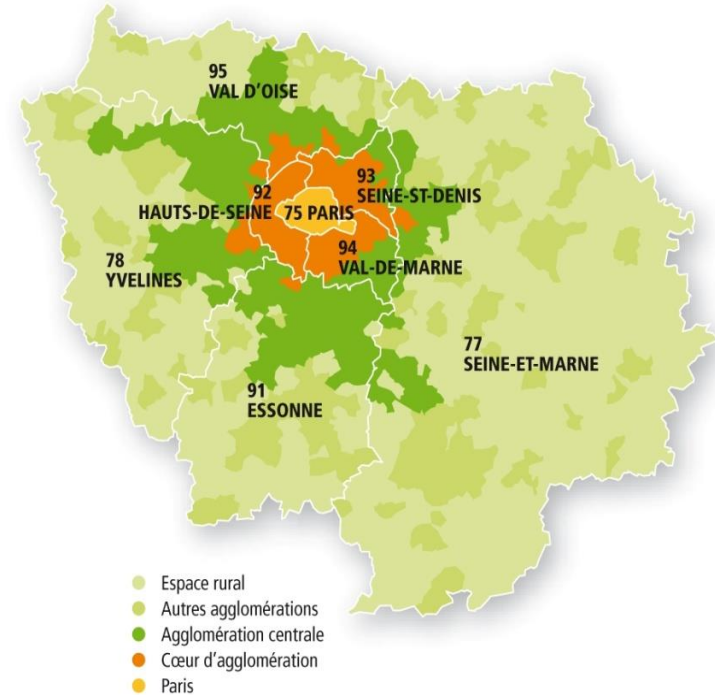 95
VAL D'OISE
93
SEINE-ST-DENIS
92
HAUTS-DE-SEINE
75 PARIS
94
VAL-DE-MARNE
78
YVELINES
77
SEINE-ET-MARNE
91
ESSONNE
Espace rural
Autres agglomérations
Agglomération centrale
Cœur d'agglomération
Paris